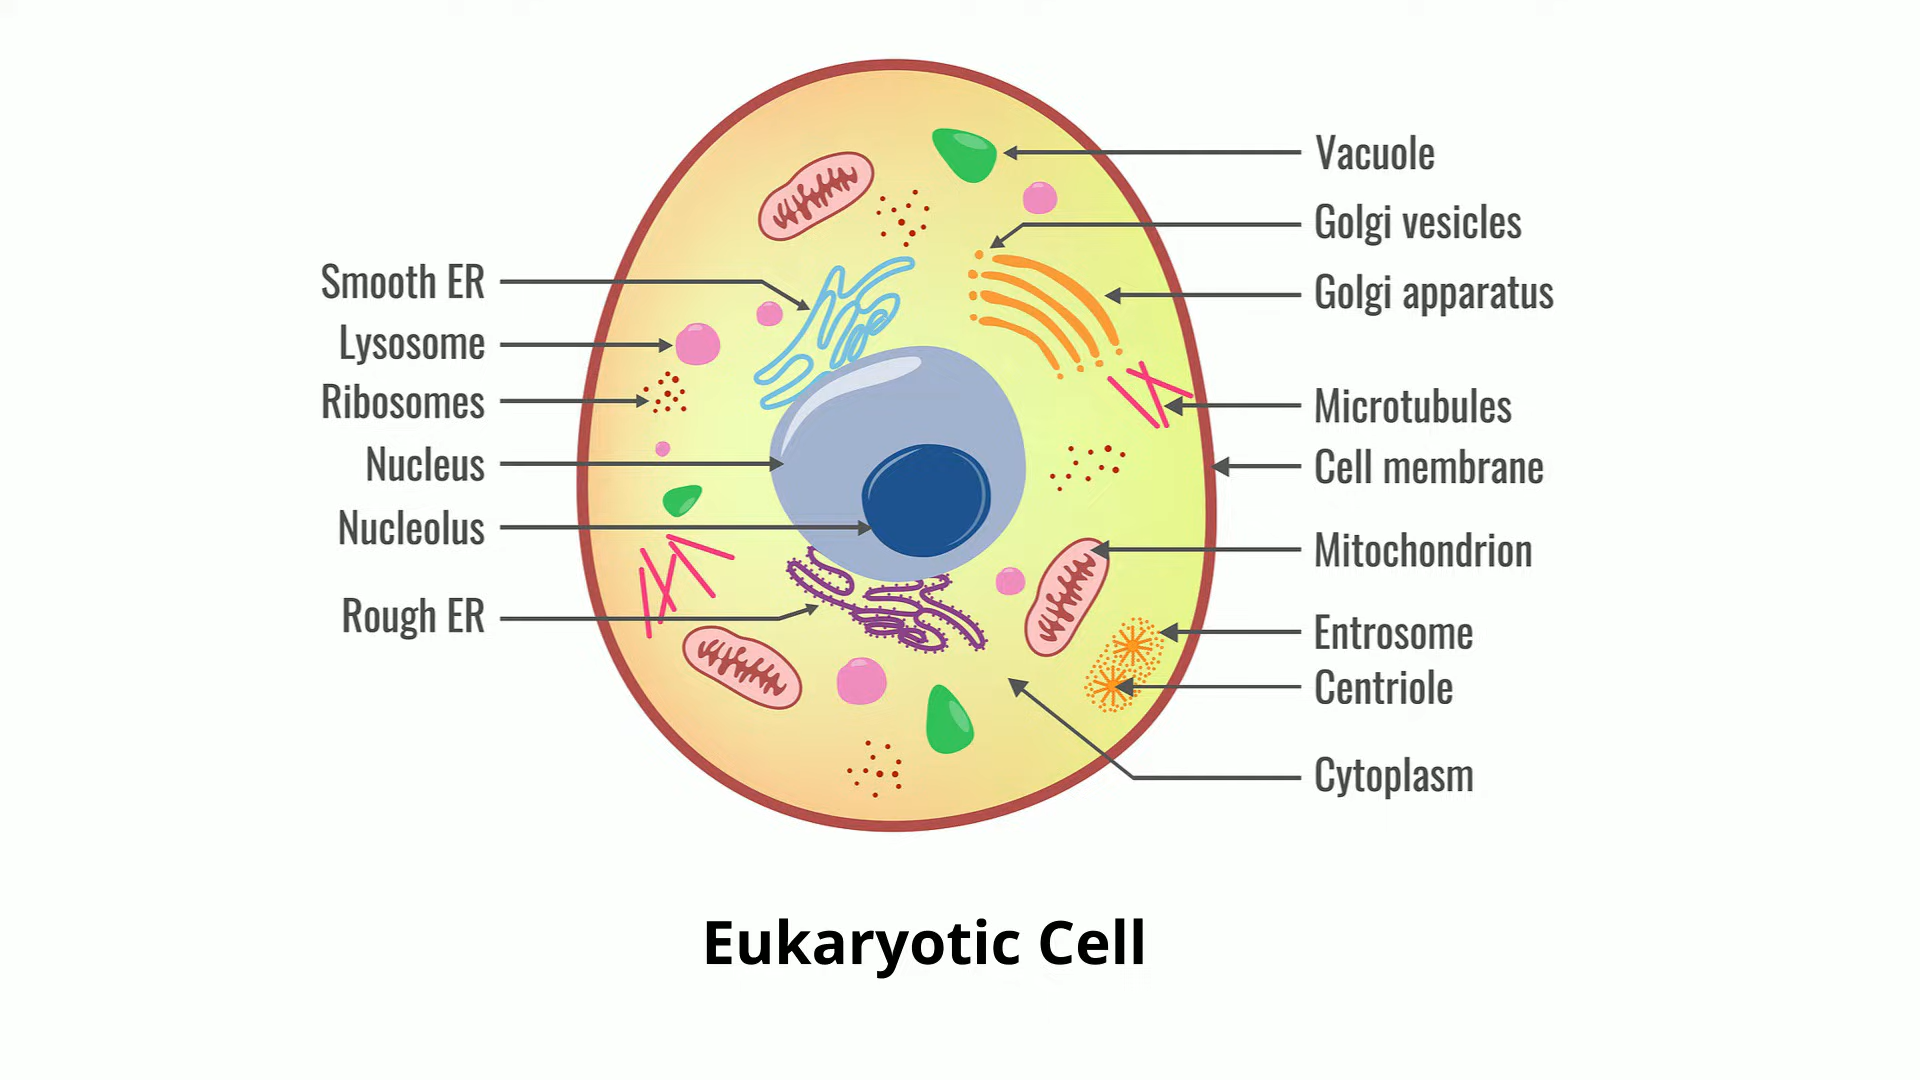 Smooth ER
Lysosome
Ribosomes
Nucleus
Nucleolus
Rough ER
Vacuole
Golgi vesicles
Golgi apparatus
Microtubules
Cell membrane
Mitochondrion
Entrosome
Centriole
Cytoplasm
Eukaryotic Cell